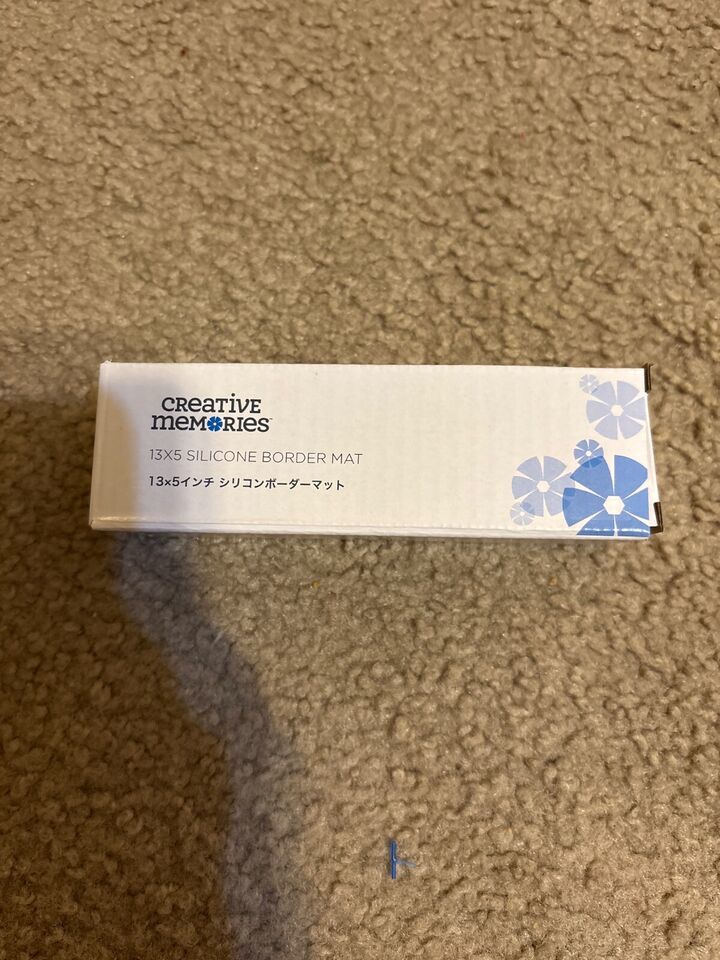 CREATIVE
MEMORIES™
13X5 SILICONE BORDER MAT
13×5インチ シリコンボーダーマット